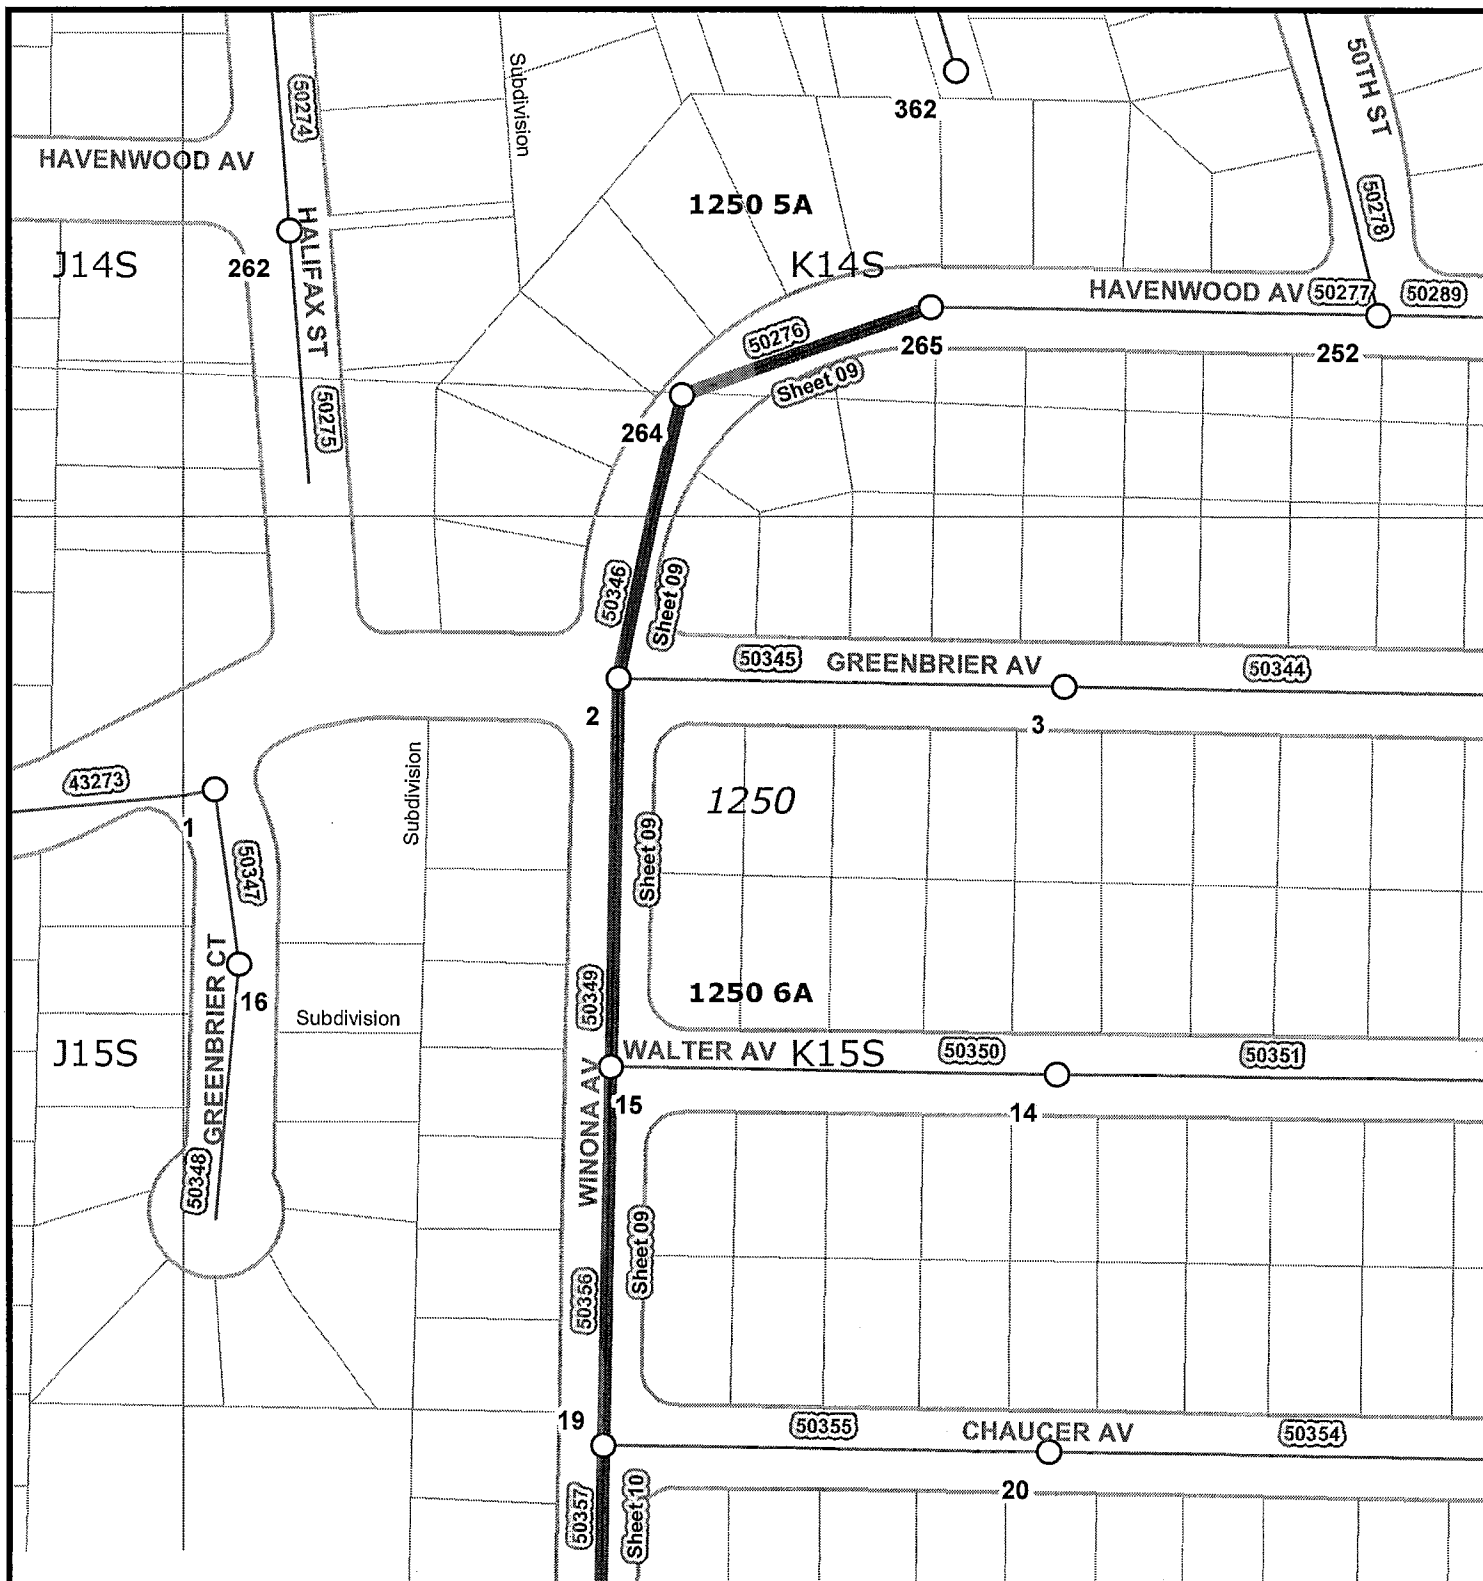 50274
Subdivision
362
50TH ST
HAVENWOOD AV
1250 5A
50278
262
HALIFAX ST
J14S
K14S
HAVENWOOD AV
50277
50289
50276
265
252
Sheet 09
50275
264
50346
Sheet 09
50345
GREENBRIER AV
50344
2
3
43273
Subdivision
1250
1
50347
Sheet 09
GREENBRIER CT
16
50349
1250 6A
Subdivision
J15S
WALTER AV
K15S
50350
50351
WINONA AV
15
14
50348
50356
Sheet 09
19
50355
CHAUCER AV
50354
50357
Sheet 10
20